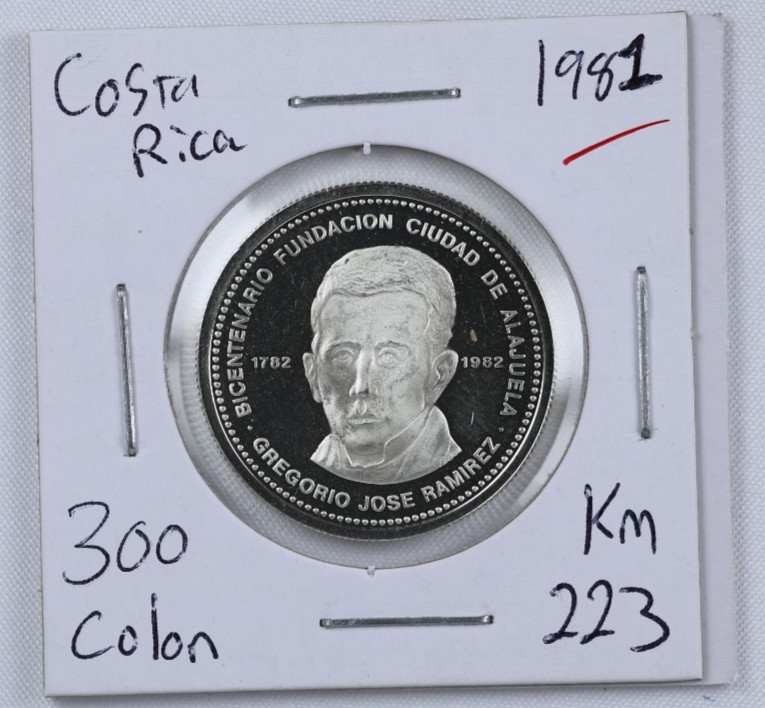 Costa
Rica
1981
BICENTENARIO FUNDACION CIUDAD DE ALAJUELA
1782
1982
· GREGORIO JOSE RAMIREZ ·
300
Colon
Km
223